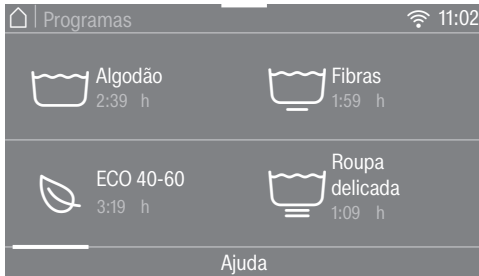 Programas
11:02
Algodão
2:39 h
Fibras
1:59 h
ECO 40-60
3:19 h
Roupa
delicada
1:09 h
Ajuda